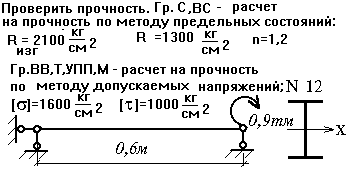 Проверить прочность. Гр. С,ВС - расчет
на прочность по методу предельных состояний:
R изг = 2100 кг/см2 R = 1300 кг/см2 n=1,2
Гр.ВВ,Т,УПП,М - расчет на прочность
по методу допускаемых напряжений;
[σ]=1600 кг/см2 [τ]=1000 кг/см2
N 12
0,9тм
x
0,6м